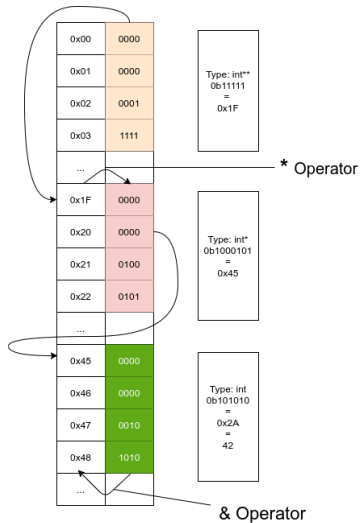 0x00 0000
0x01 0000
0x02 0001
0x03 1111
...
0x1F 0000
0x20 0000
0x21 0100
0x22 0101
...
0x45 0000
0x46 0000
0x47 0010
0x48 1010
...
Type: int**
0b11111
=
0x1F
* Operator
Type: int*
0b1000101
=
0x45
Type: int
0b101010
=
0x2A
=
42
& Operator